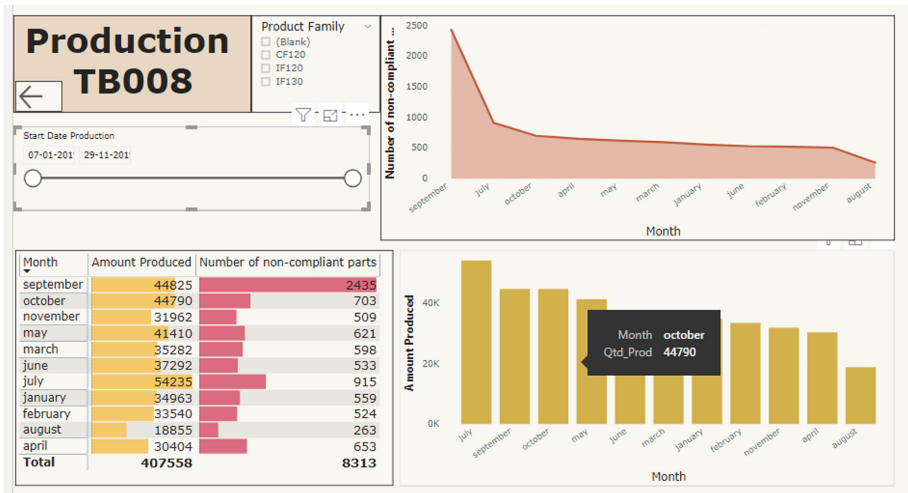 Production
TB008
Product Family
(Blank)
CF120
IF120
IF130
Start Date Production
07-01-201 29-11-201
Number of non-compliant ...
2500
2000
1500
1000
500
0
september july october april may march january june february november august
Month
Month Amount Produced Number of non-compliant parts
september 44825 2435
october 44790 703
november 31962 509
may 41410 621
march 35282 598
june 37292 533
july 54235 915
january 34963 559
february 33540 524
august 18855 263
april 30404 653
Total 407558 8313
Amount Produced
40K
20K
0K
Month october
Qtd_Prod 44790
july september october may june march january february november april august
Month